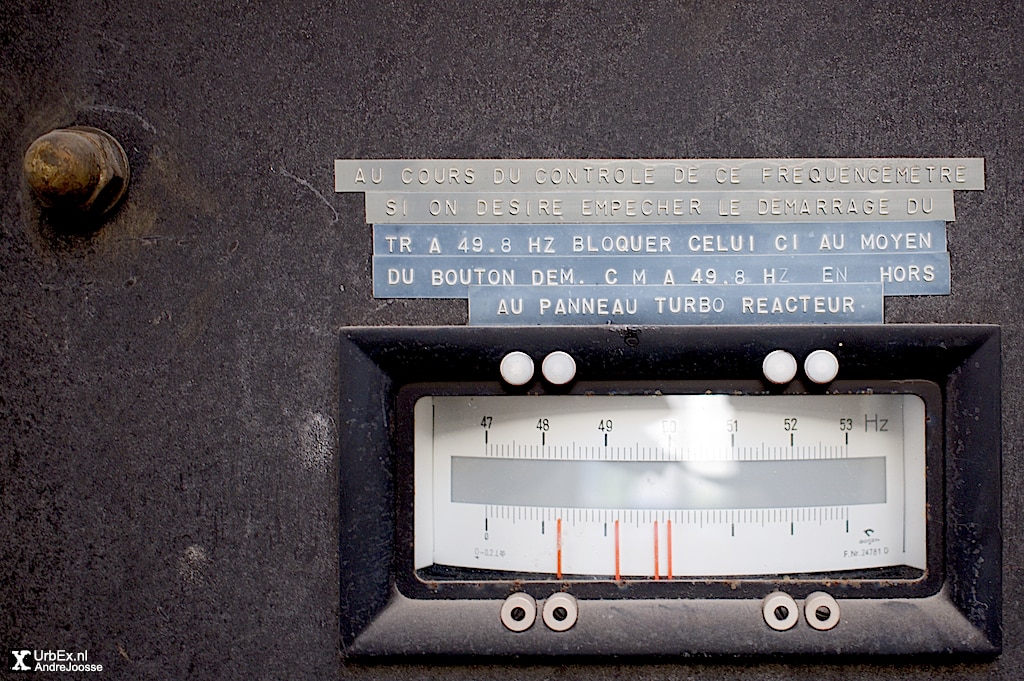 AU COURS DU CONTROLE DE CE FREQUENCEMETRE
SI ON DESIRE EMPECHER LE DEMARRAGE DU
TR A 49.8 HZ BLOQUER CELUI CI AU MOYEN
DU BOUTON DEM. C M A 49.8 HZ EN HORS
AU PANNEAU TURBO REACTEUR
47 48 49 50 51 52 53 Hz
F.Nr.24781 D
UrbEx.nl
AndreJoosse